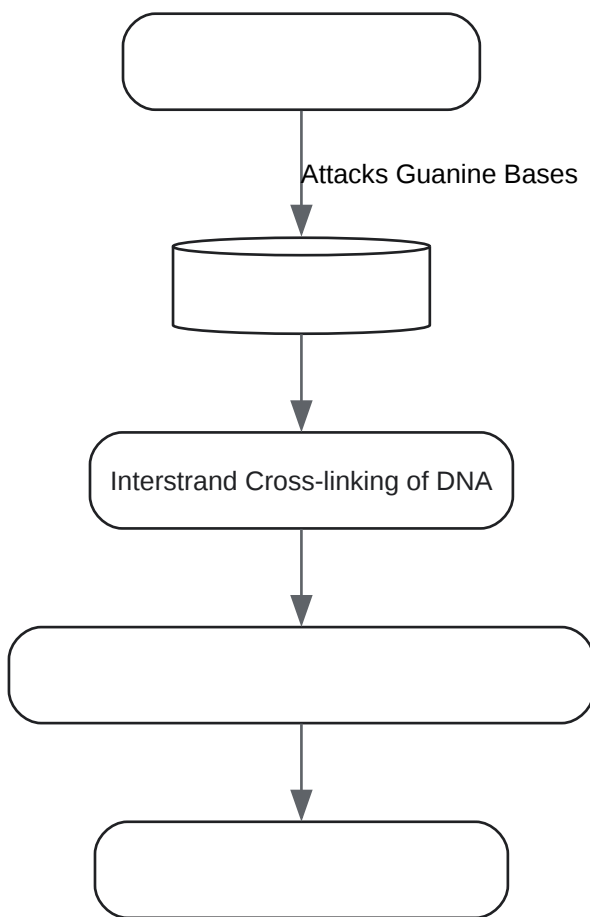 Attacks Guanine Bases
Interstrand Cross-linking of DNA